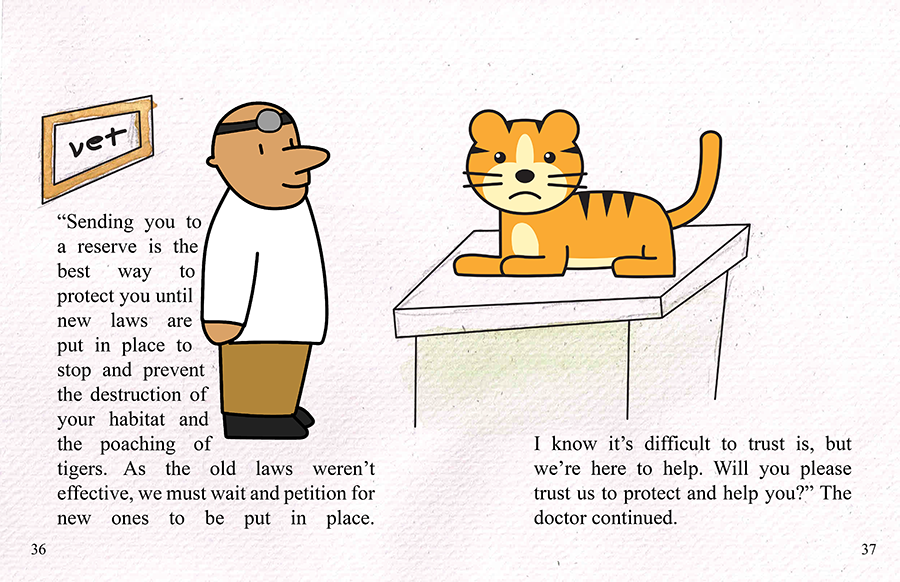 vet
“Sending you to
a reserve is the
best way to
protect you until
new laws are
put in place to
stop and prevent
the destruction of
your habitat and
the poaching of
tigers. As the old laws weren’t
effective, we must wait and petition for
new ones to be put in place.
I know it’s difficult to trust is, but
we’re here to help. Will you please
trust us to protect and help you?” The
doctor continued.
36
37